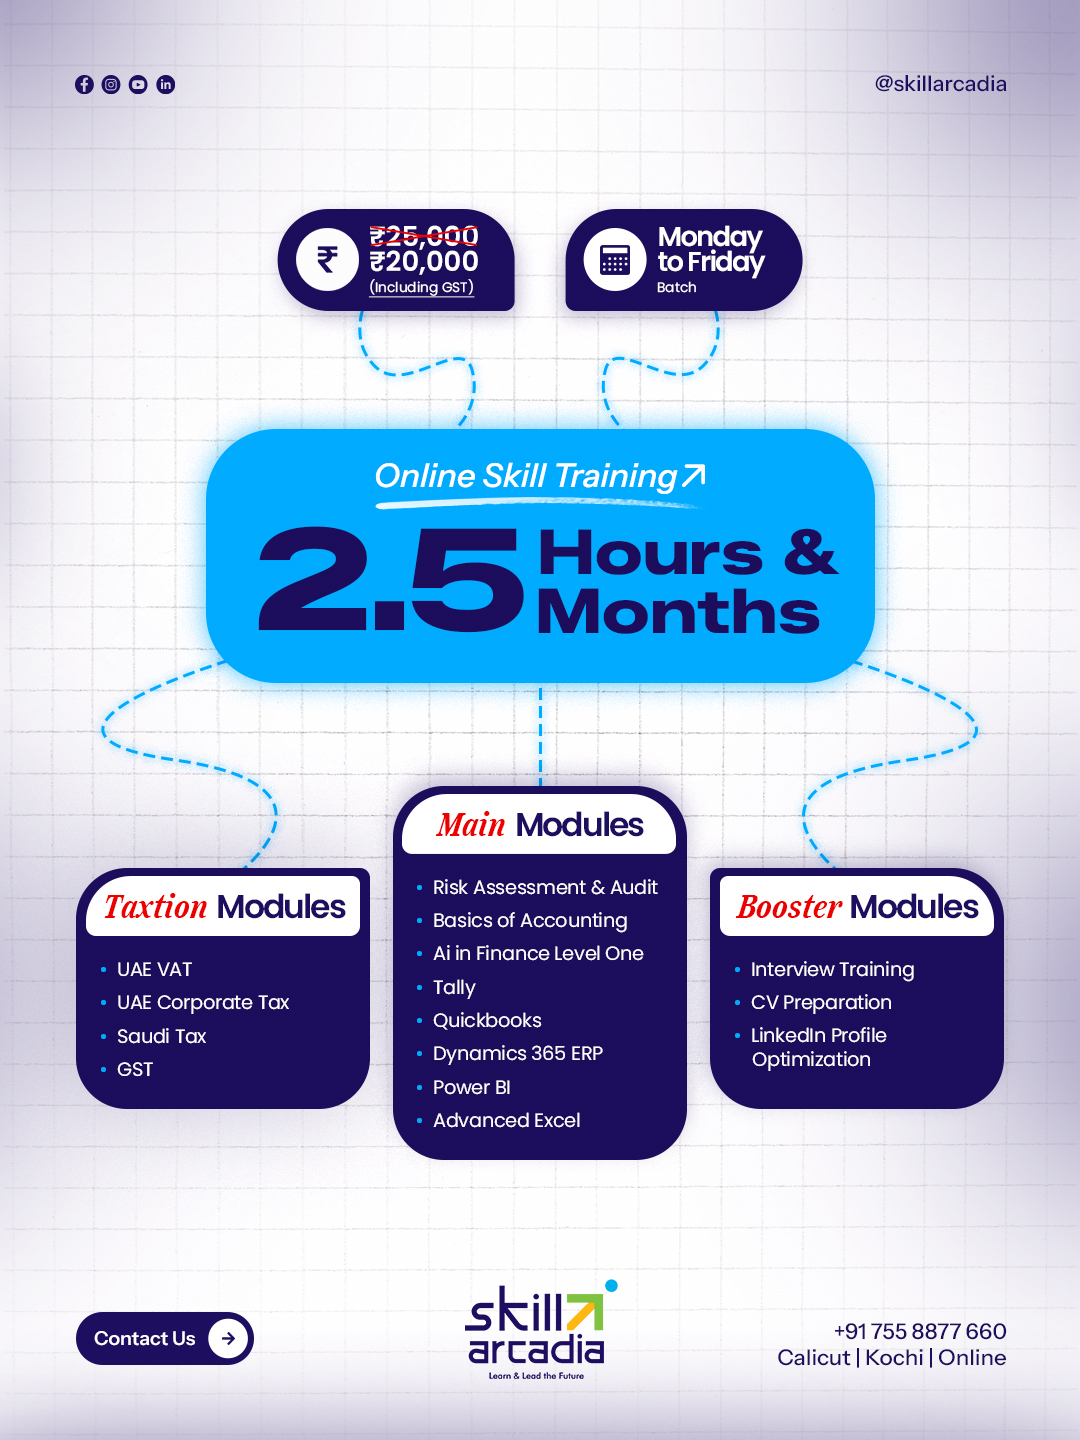 @skillarcadia
₹25,000
₹20,000
(Including GST)
Monday
to Friday
Batch
Online Skill Training
2.5 Hours &
Months
Taxtion Modules
UAE VAT
UAE Corporate Tax
Saudi Tax
GST
Main Modules
Risk Assessment & Audit
Basics of Accounting
Ai in Finance Level One
Tally
Quickbooks
Dynamics 365 ERP
Power BI
Advanced Excel
Booster Modules
Interview Training
CV Preparation
LinkedIn Profile
Optimization
Contact Us
skill
arcadia
Learn & Lead the Future
+91 755 8877 660
Calicut | Kochi | Online